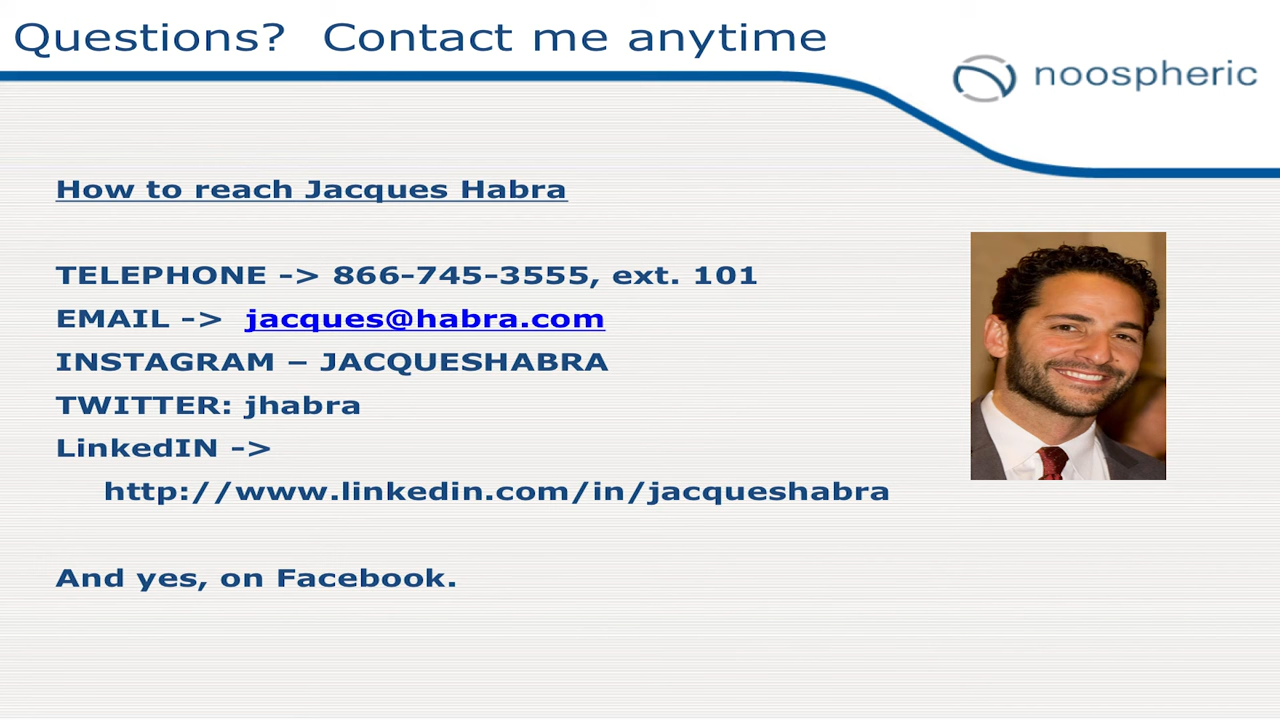 Questions?  Contact me anytime
noospheric
How to reach Jacques Habra
TELEPHONE -> 866-745-3555, ext. 101
EMAIL ->  jacques@habra.com
INSTAGRAM – JACQUESHABRA
TWITTER: jhabra
LinkedIN ->
http://www.linkedin.com/in/jacqueshabra
And yes, on Facebook.